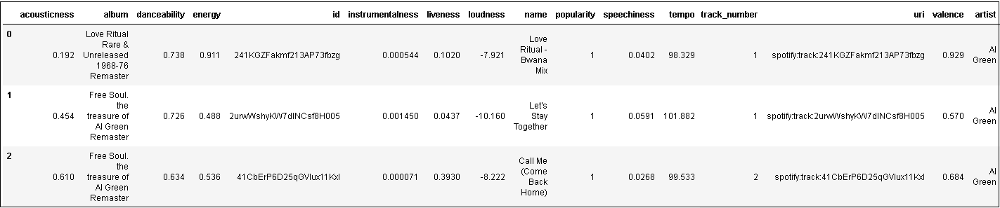 acousticness album danceability energy id instrumentalness liveness loudness name popularity speechiness tempo track_number uri valence artist
0
0.192
Love Ritual
Rare &
Unreleased
1968-76
Remaster
0.738 0.911 241KGZFakmf213AP73fbzg 0.000544 0.1020 -7.921
Love
Ritual -
Bwana
Mix
1 0.0402 98.329 1 spotify:track:241KGZFakmf213AP73fbzg 0.929
Al
Green
1
0.454
Free Soul.
the
treasure of
Al Green
Remaster
0.726 0.488 2urwWshyKW7dINCsf8H005 0.001450 0.0437 -10.160
Let's
Stay
Together
1 0.0591 101.882 1 spotify:track:2urwWshyKW7dINCsf8H005 0.570
Al
Green
2
0.610
Free Soul.
the
treasure of
Al Green
Remaster
0.634 0.536 41CbErP6D25qGVlux11Kxl 0.000071 0.3930 -8.222
Call Me
(Come
Back
Home)
1 0.0268 99.533 2 spotify:track:41CbErP6D25qGVlux11Kxl 0.684
Al
Green